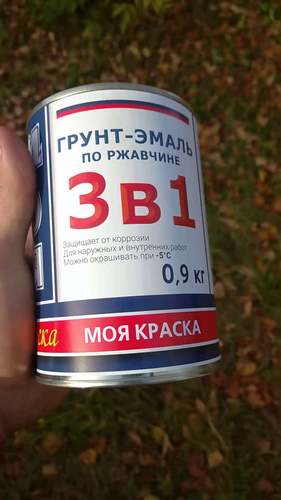 ГРУНТ-ЭМАЛЬ
ПО РЖАВЧИНЕ
3в1
Защищает от коррозии
Для наружных и внутренних работ
Можно окрашивать при -5°С
0,9 кг
МОЯ КРАСКА